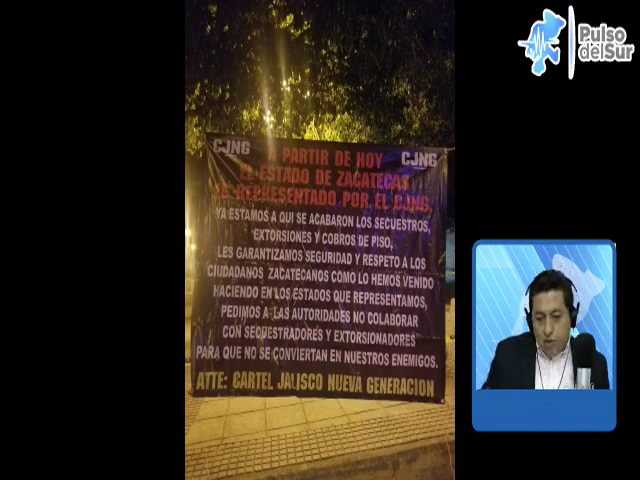 CJNG
CJNG
A PARTIR DE HOY
EL ESTADO DE ZACATECAS
REPRESENTADO POR EL CJNG,
YA ESTAMOS A QUI SE ACABARON LOS SECUESTROS,
EXTORSIONES Y COBROS DE PISO,
LES GARANTIZAMOS SEGURIDAD Y RESPETO A LOS
CIUDADANOS ZACATECANOS COMO LO HEMOS VENIDO
HACIENDO EN LOS ESTADOS QUE REPRESENTAMOS,
PEDIMOS A LAS AUTORIDADES NO COLABORAR
CON SECUESTRADORES Y EXTORSIONADORES
PARA QUE NO SE CONVIERTAN EN NUESTROS ENEMIGOS.
ATTE: CARTEL JALISCO NUEVA GENERACION
Pulso
delSur